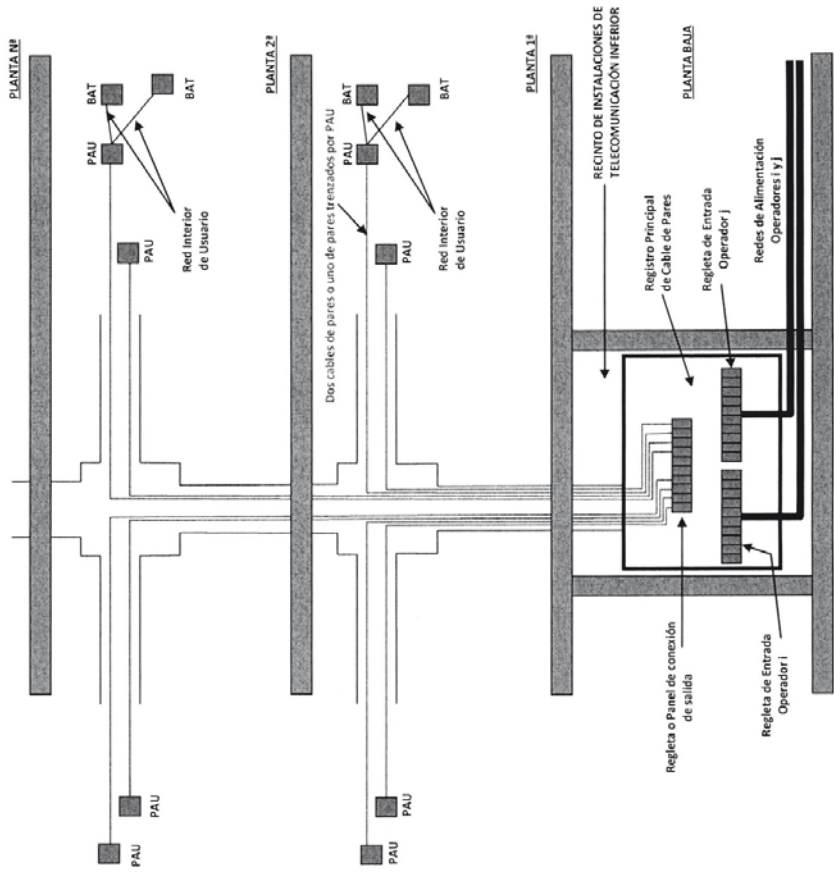 PLANTA Nª
BAT
BAT
PAU
PAU
Red Interior
de Usuario
PAU
PAU
PLANTA 2ª
BAT
BAT
PAU
PAU
Dos cables de pares o uno de pares trenzados por PAU
Red Interior
de Usuario
PAU
PAU
PLANTA 1ª
RECINTO DE INSTALACIONES DE
TELECOMUNICACIÓN INFERIOR
PLANTA BAJA
Registro Principal
de Cable de Pares
Regleta de Entrada
Operador j
Redes de Alimentación
Operadores i y j
Regleta o Panel de conexión
de salida
Regleta de Entrada
Operador i